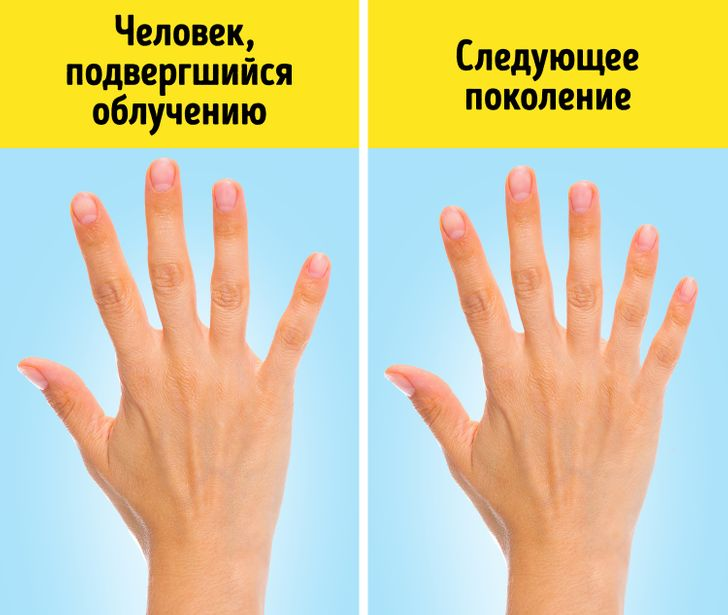 Человек,
подвергшийся
облучению
Следующее
поколение